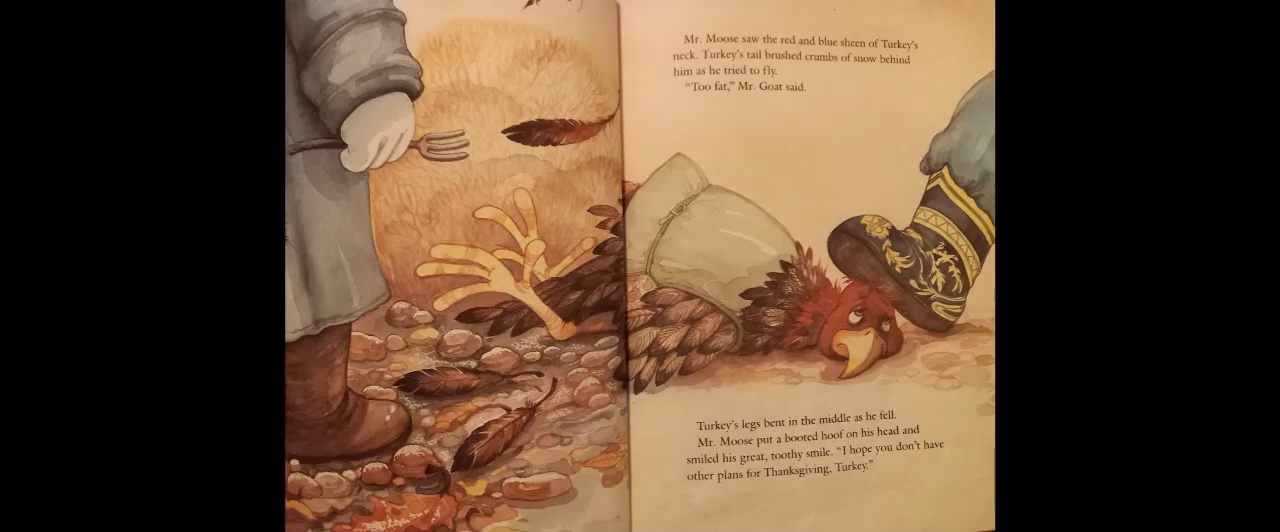 Mr. Moose saw the red and blue sheen of Turkey's
neck. Turkey's tail brushed crumbs of snow behind
him as he tried to fly.
"Too fat," Mr. Goat said.
Turkey's legs bent in the middle as he fell.
Mr. Moose put a booted hoof on his head and
smiled his great, toothy smile. "I hope you don't have
other plans for Thanksgiving, Turkey."